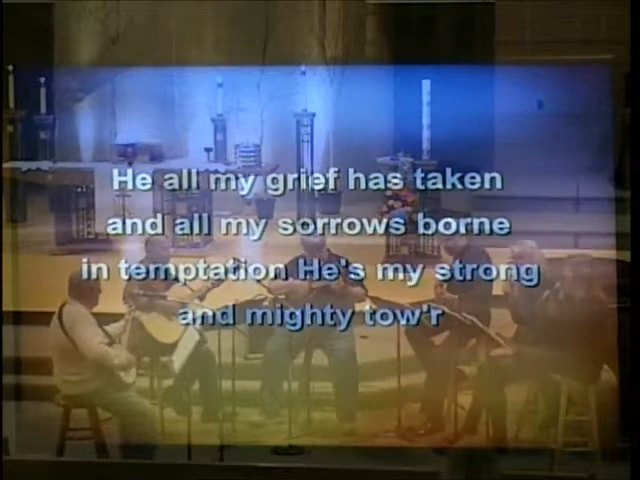 He all my grief has taken
and all my sorrows borne
in temptation He's my strong
and mighty tow'r